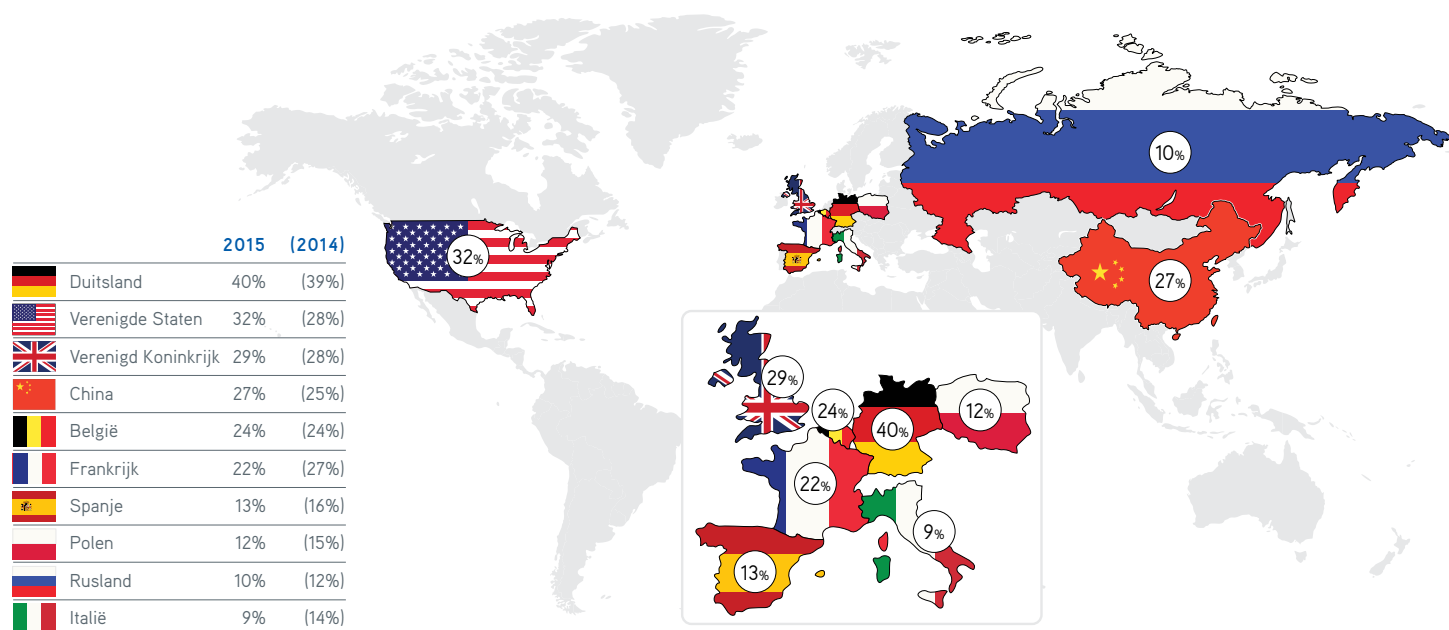 2015 (2014)
Duitsland 40% (39%)
Verenigde Staten 32% (28%)
Verenigd Koninkrijk 29% (28%)
China 27% (25%)
België 24% (24%)
Frankrijk 22% (27%)
Spanje 13% (16%)
Polen 12% (15%)
Rusland 10% (12%)
Italië 9% (14%)
32%
10%
27%
29%
24%
40%
12%
22%
9%
13%